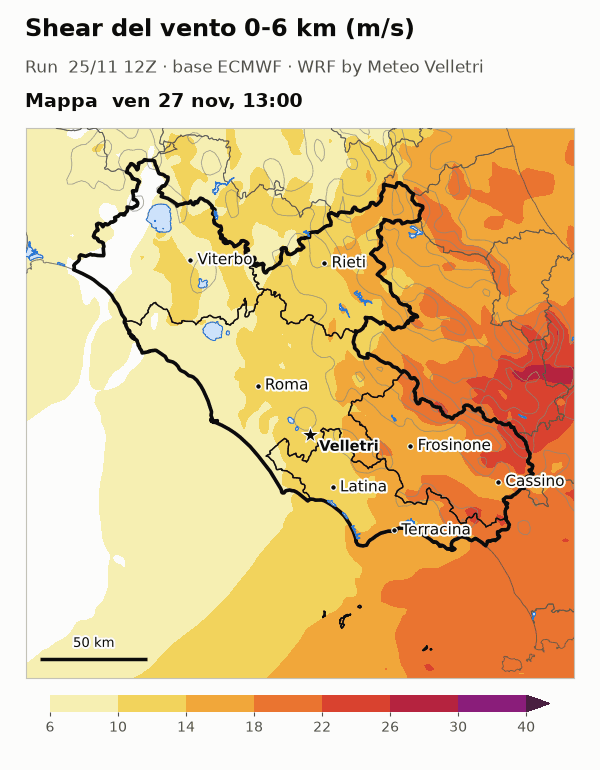 Shear del vento 0-6 km (m/s)
Run  25/11 12Z · base ECMWF · WRF by Meteo Velletri
Mappa  ven 27 nov, 13:00
Viterbo
Rieti
Roma
Velletri
Frosinone
Cassino
Latina
Terracina
50 km
6 10 14 18 22 26 30 40